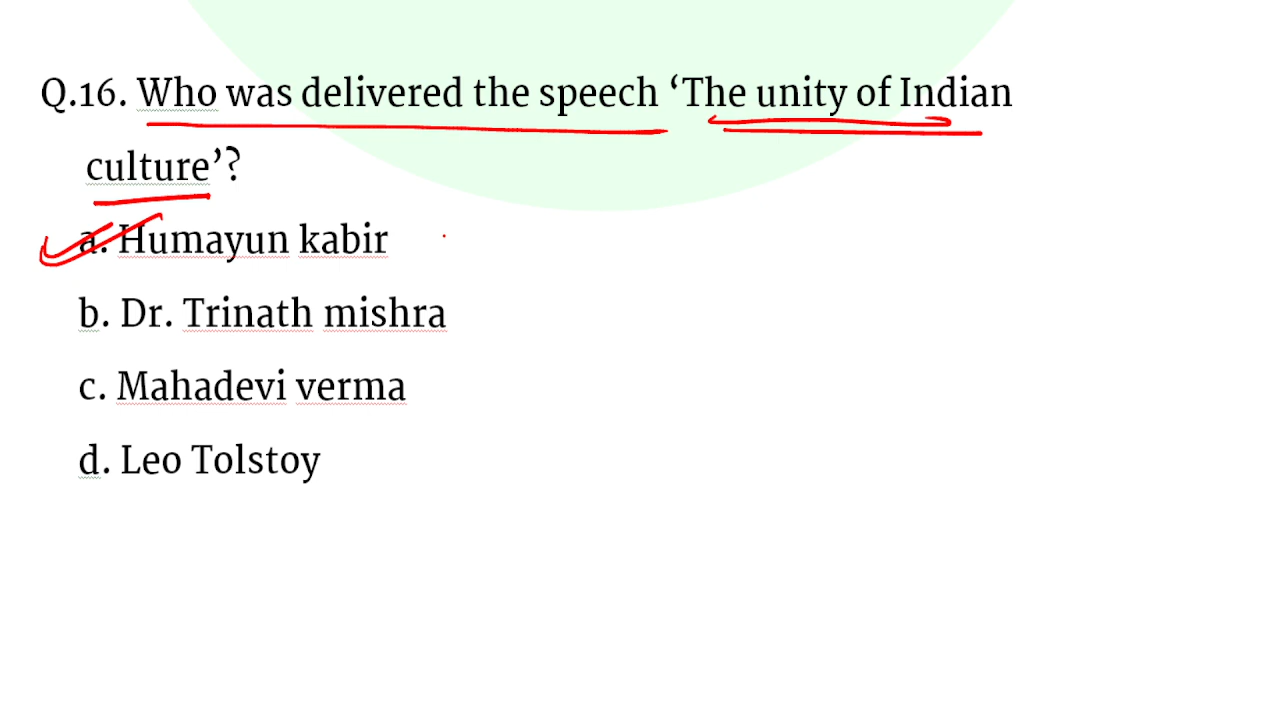 Q.16. Who was delivered the speech ‘The unity of Indian
culture’?
a. Humayun kabir
b. Dr. Trinath mishra
c. Mahadevi verma
d. Leo Tolstoy